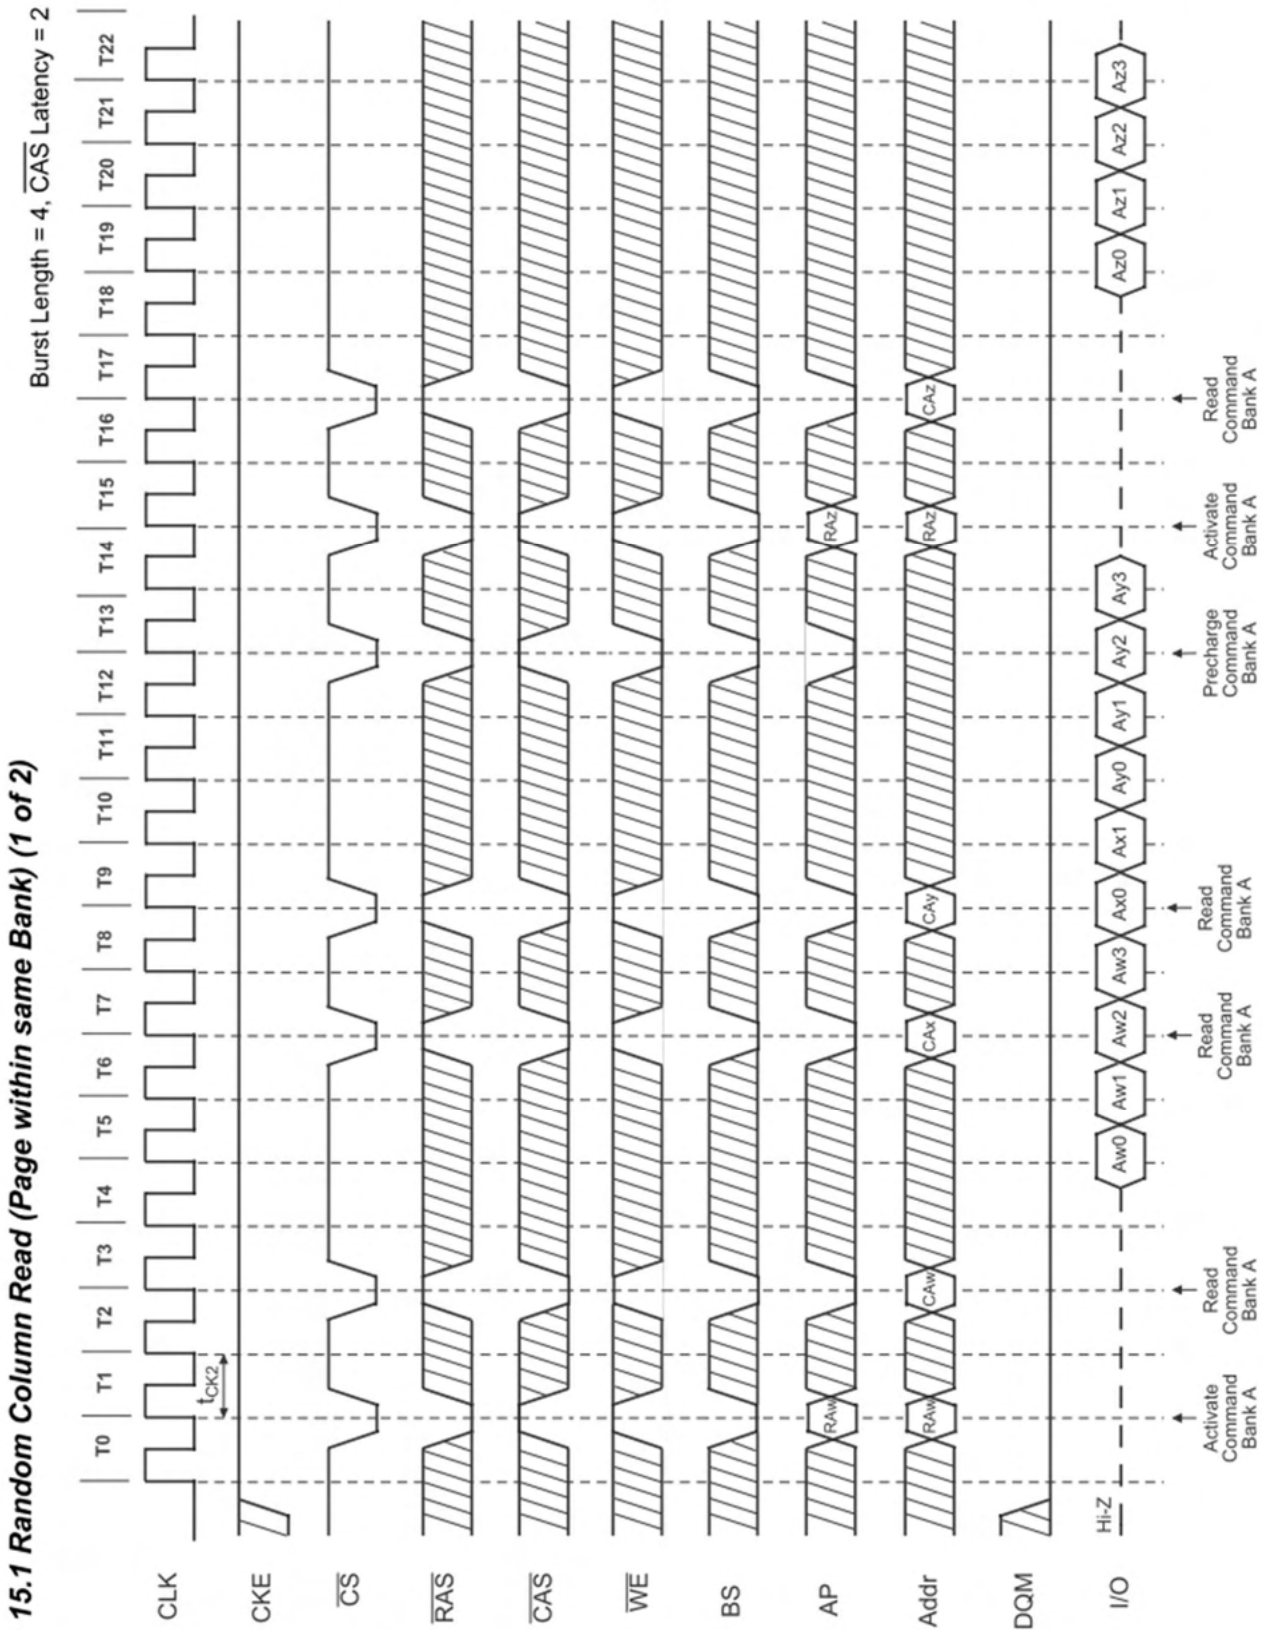 15.1 Random Column Read (Page within same Bank) (1 of 2)
Burst Length = 4, CAS Latency = 2
T0 T1 T2 T3 T4 T5 T6 T7 T8 T9 T10 T11 T12 T13 T14 T15 T16 T17 T18 T19 T20 T21 T22
CLK
tCK2
CKE
CS
RAS
CAS
WE
BS
AP
RAw RAz
Addr
RAw CAw CAx CAy RAz CAz
DQM
I/O
Hi-Z
Aw0 Aw1 Aw2 Aw3 Ax0 Ax1 Ay0 Ay1 Ay2 Ay3 Az0 Az1 Az2 Az3
Activate
Command
Bank A
Read
Command
Bank A
Read
Command
Bank A
Read
Command
Bank A
Precharge
Command
Bank A
Activate
Command
Bank A
Read
Command
Bank A